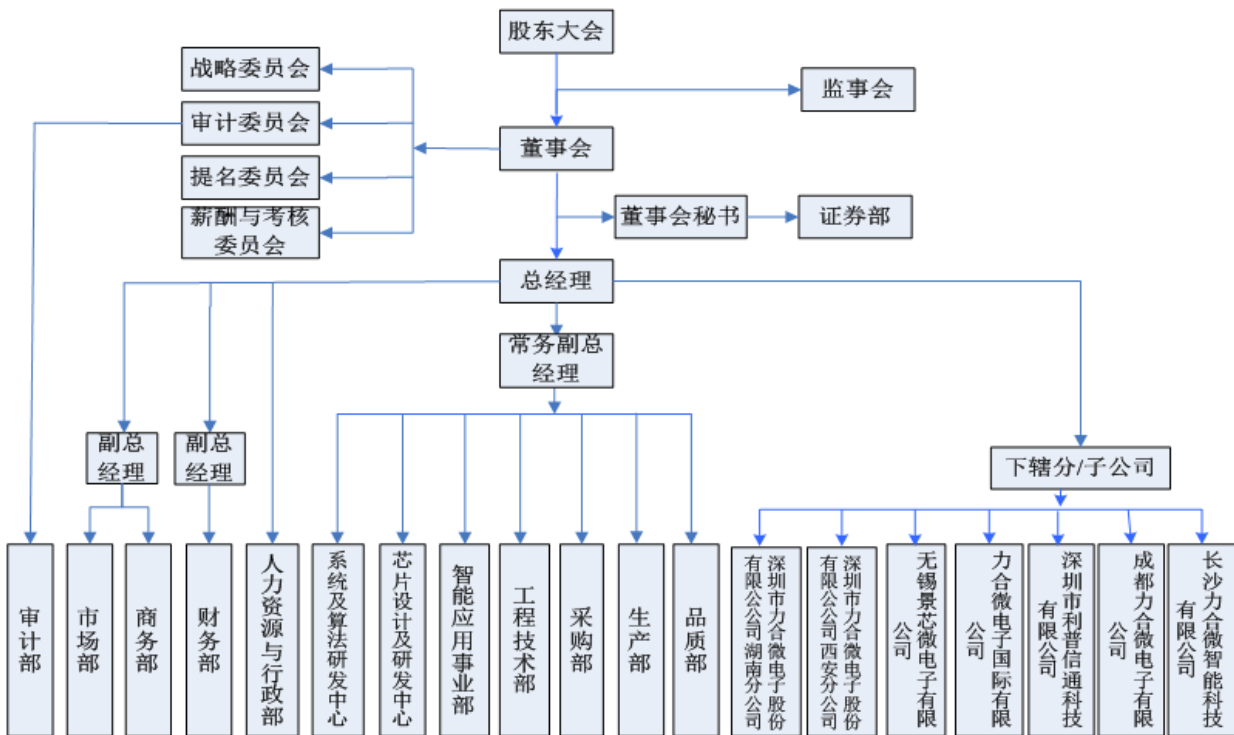 股东大会
战略委员会
监事会
审计委员会
董事会
提名委员会
薪酬与考核
委员会
董事会秘书
证券部
总经理
常务副总
经理
副总
经理
副总
经理
下辖分/子公司
审计部
市场部
商务部
财务部
人力资源与行政部
系统及算法研发中心
芯片设计及研发中心
智能应用事业部
工程技术部
采购部
生产部
品质部
深圳市力合微电子股份
有限公公司湖南分公司
深圳市力合微电子股份
有限公公司西安分公司
无锡景芯微电子有限
公司
力合微电子国际有限
公司
深圳市利普信通科技
有限公司
成都力合微电子有限
公司
长沙力合微智能科技
有限公司